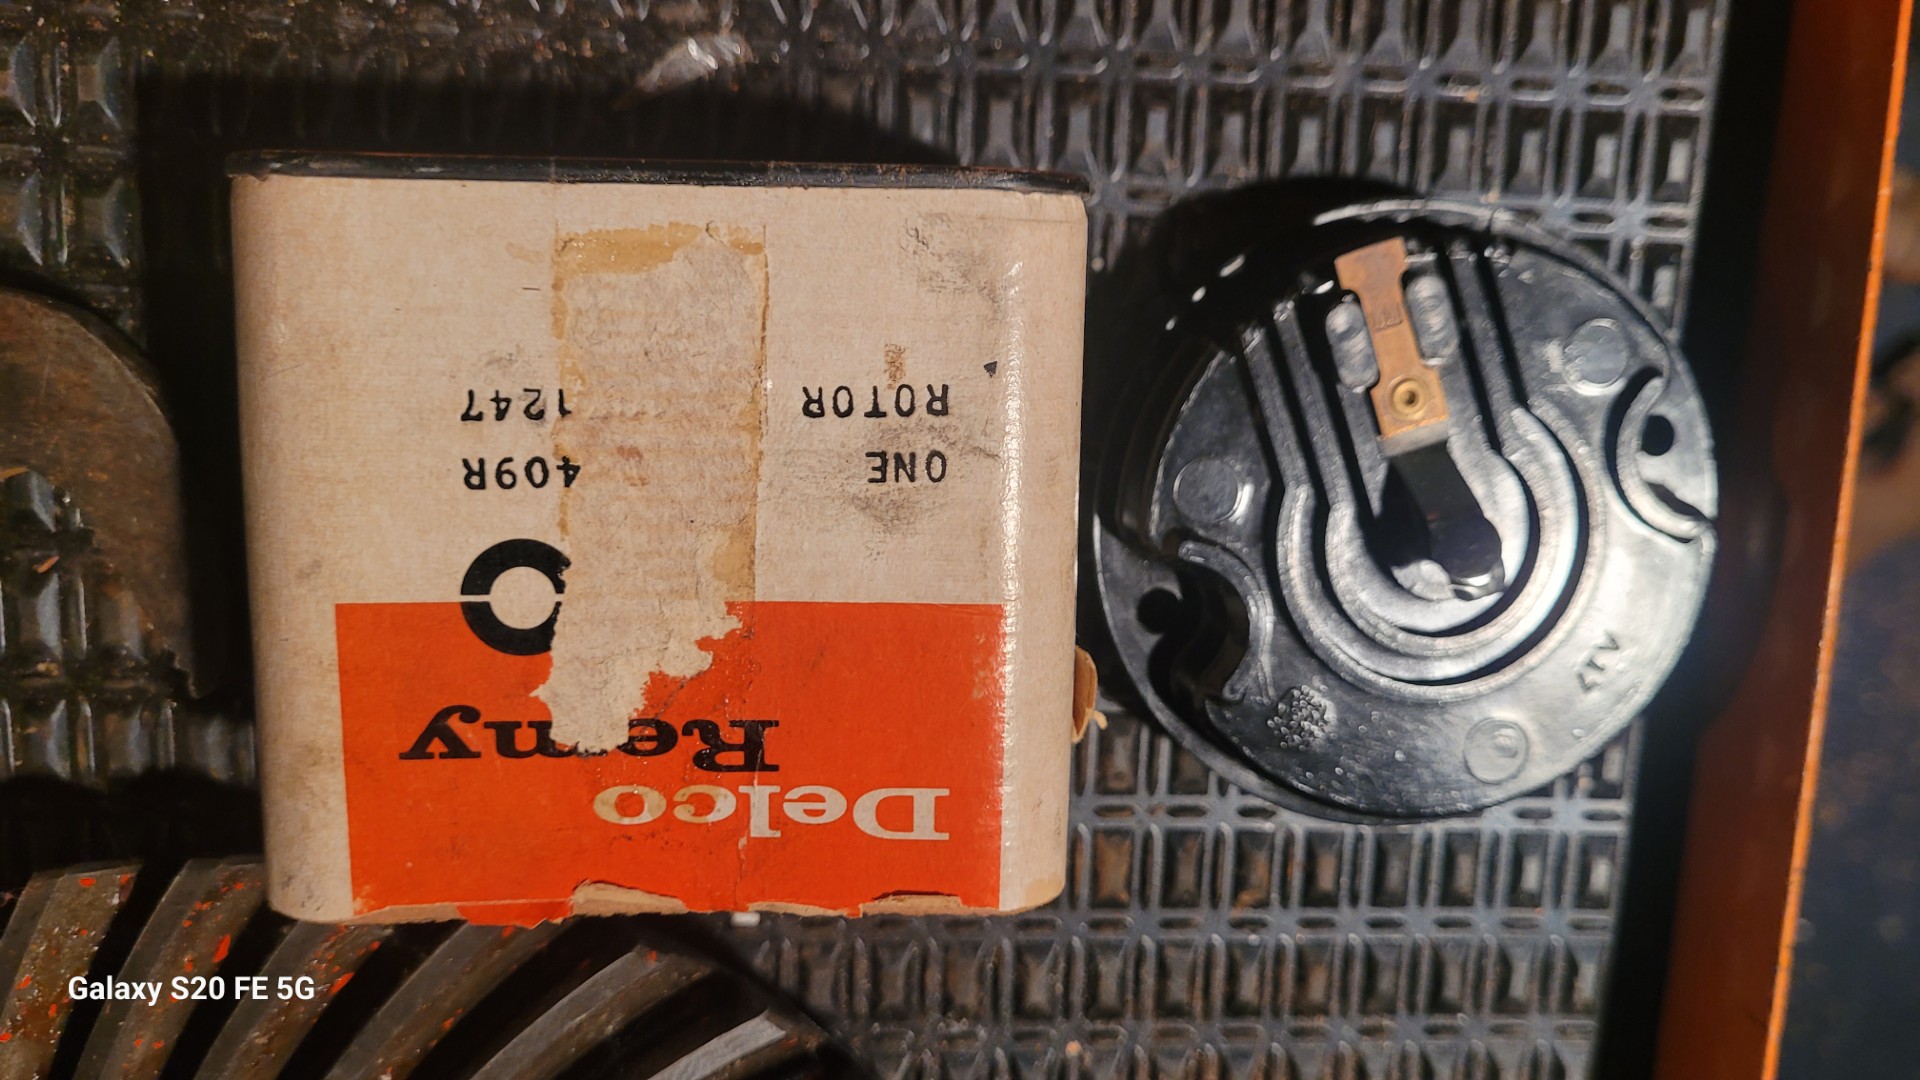 Delco
Remy
ONE 409R
ROTOR 1247
Galaxy S20 FE 5G